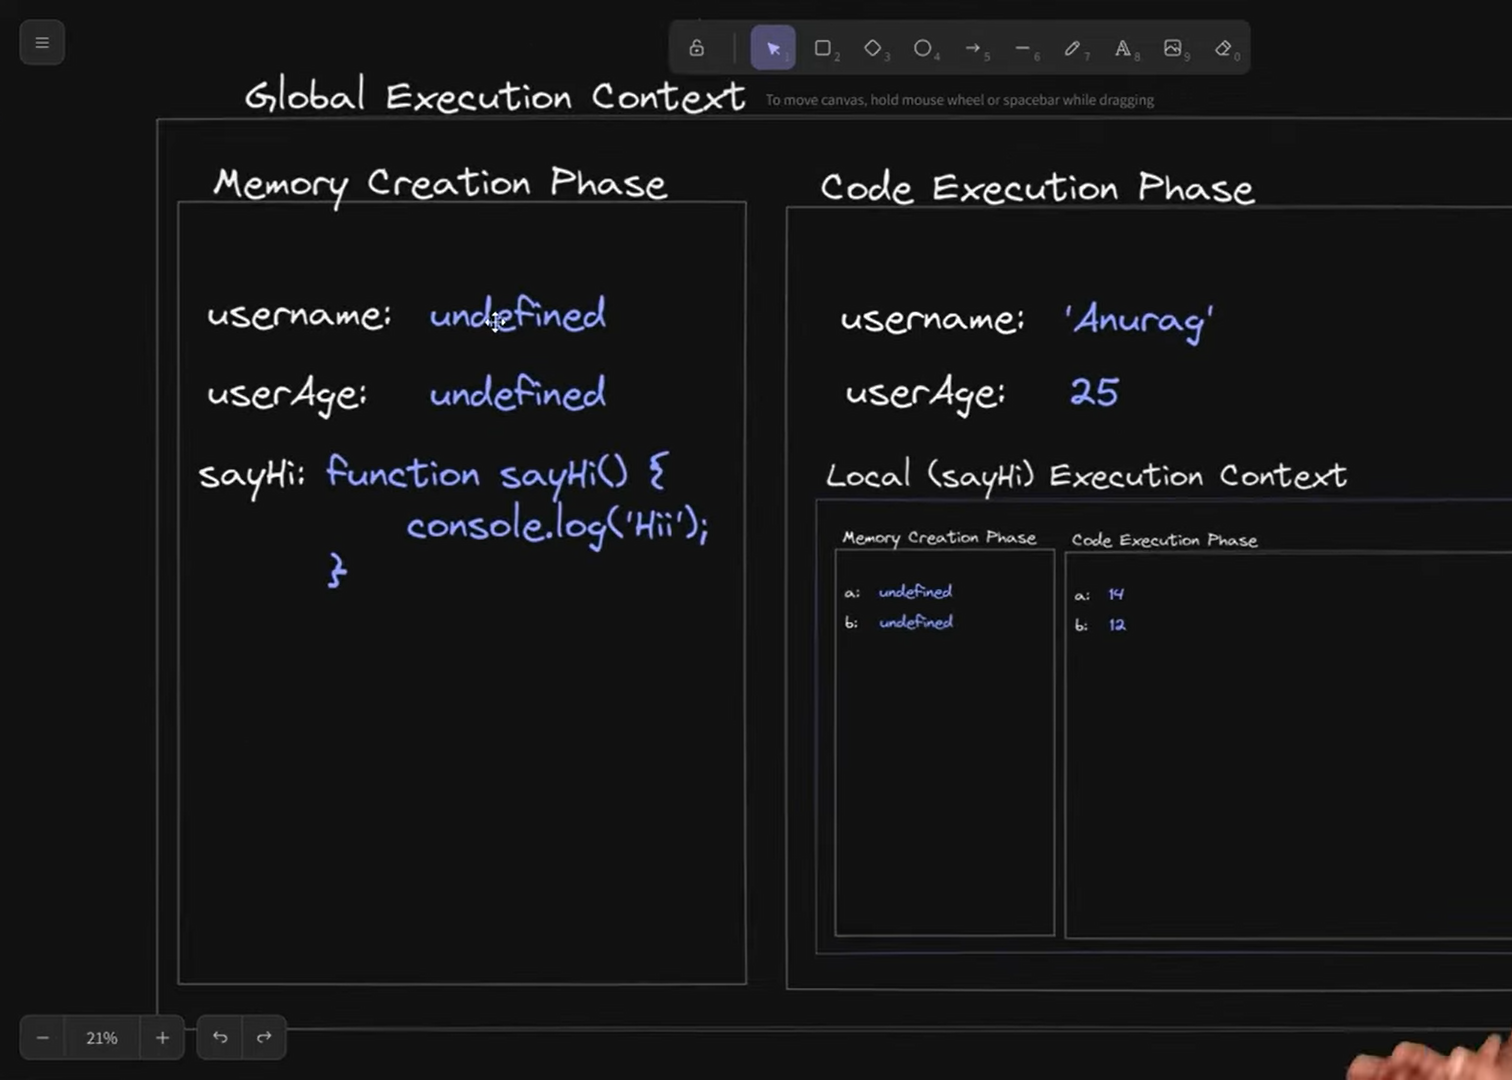 1
2
3
4
5
6
7
8
9
0
Global Execution Context
To move canvas, hold mouse wheel or spacebar while dragging
Memory Creation Phase
username: undefined
userAge: undefined
sayHi: function sayHi() {
console.log('Hii');
}
Code Execution Phase
username: 'Anurag'
userAge: 25
Local (sayHi) Execution Context
Memory Creation Phase
a: undefined
b: undefined
Code Execution Phase
a: 14
b: 12
21%